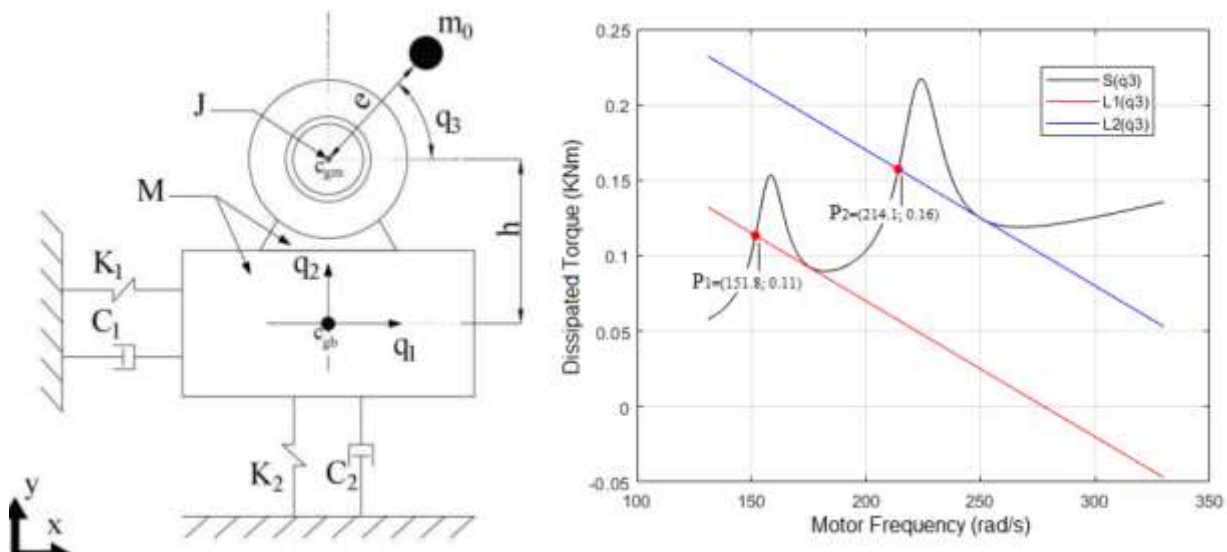 m₀
e
J
q₃
c_gm
M
h
K₁
q₂
C₁
c_gb
q₁
K₂
C₂
y
x
0.25
0.2
0.15
0.1
0.05
0
-0.05
Dissipated Torque (KNm)
S(q̇3)
L1(q̇3)
L2(q̇3)
P₂=(214.1; 0.16)
P₁=(151.8; 0.11)
100 150 200 250 300 350
Motor Frequency (rad/s)